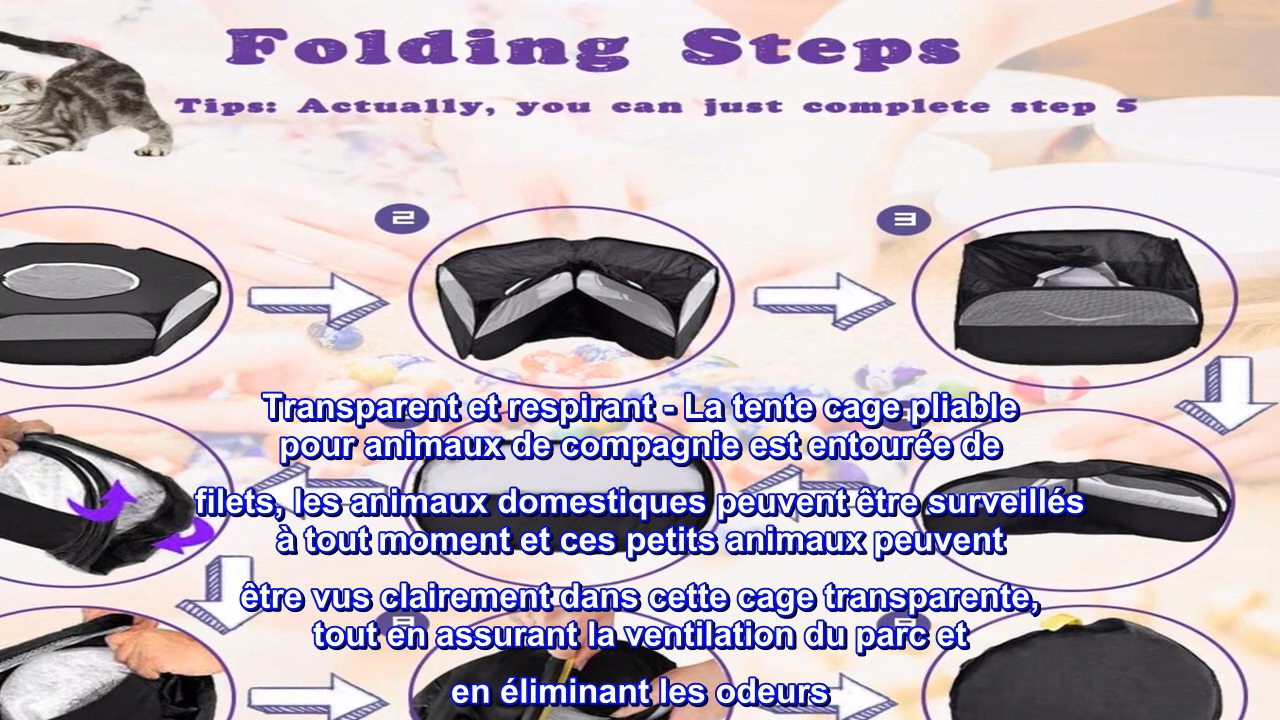 Folding Steps
Tips: Actually, you can just complete step 5
2
3
Transparent et respirant - La tente cage pliable
pour animaux de compagnie est entourée de
filets, les animaux domestiques peuvent être surveillés
à tout moment et ces petits animaux peuvent
être vus clairement dans cette cage transparente,
tout en assurant la ventilation du parc et
en éliminant les odeurs